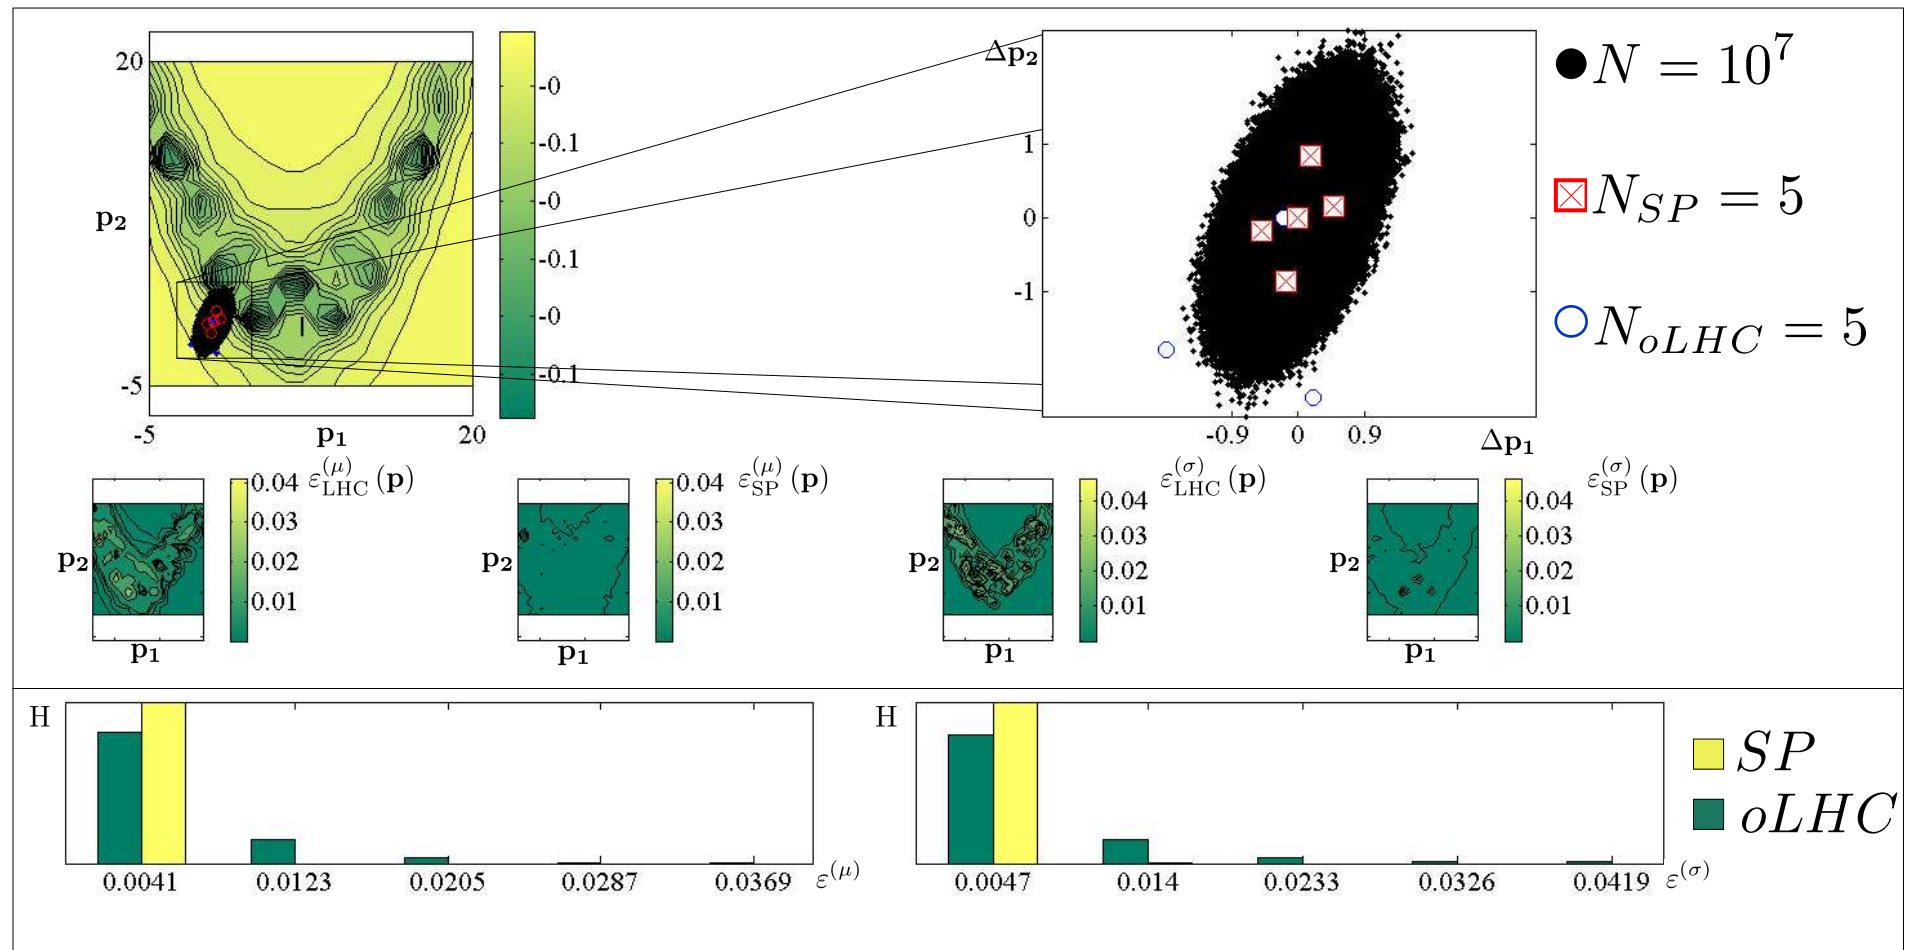 20
p₂
-5
-5
p₁
20
-0
-0.1
-0
-0.1
-0
-0.1
Δp₂
1
0
-1
-0.9
0
0.9
Δp₁
N = 10⁷
N_SP = 5
N_oLHC = 5
p₂
p₁
0.04
0.03
0.02
0.01
ε_LHC^(μ) (p)
p₂
p₁
0.04
0.03
0.02
0.01
ε_SP^(μ) (p)
p₂
p₁
0.04
0.03
0.02
0.01
ε_LHC^(σ) (p)
p₂
p₁
0.04
0.03
0.02
0.01
ε_SP^(σ) (p)
H
0.0041 0.0123 0.0205 0.0287 0.0369 ε^(μ)
H
0.0047 0.014 0.0233 0.0326 0.0419 ε^(σ)
SP
oLHC